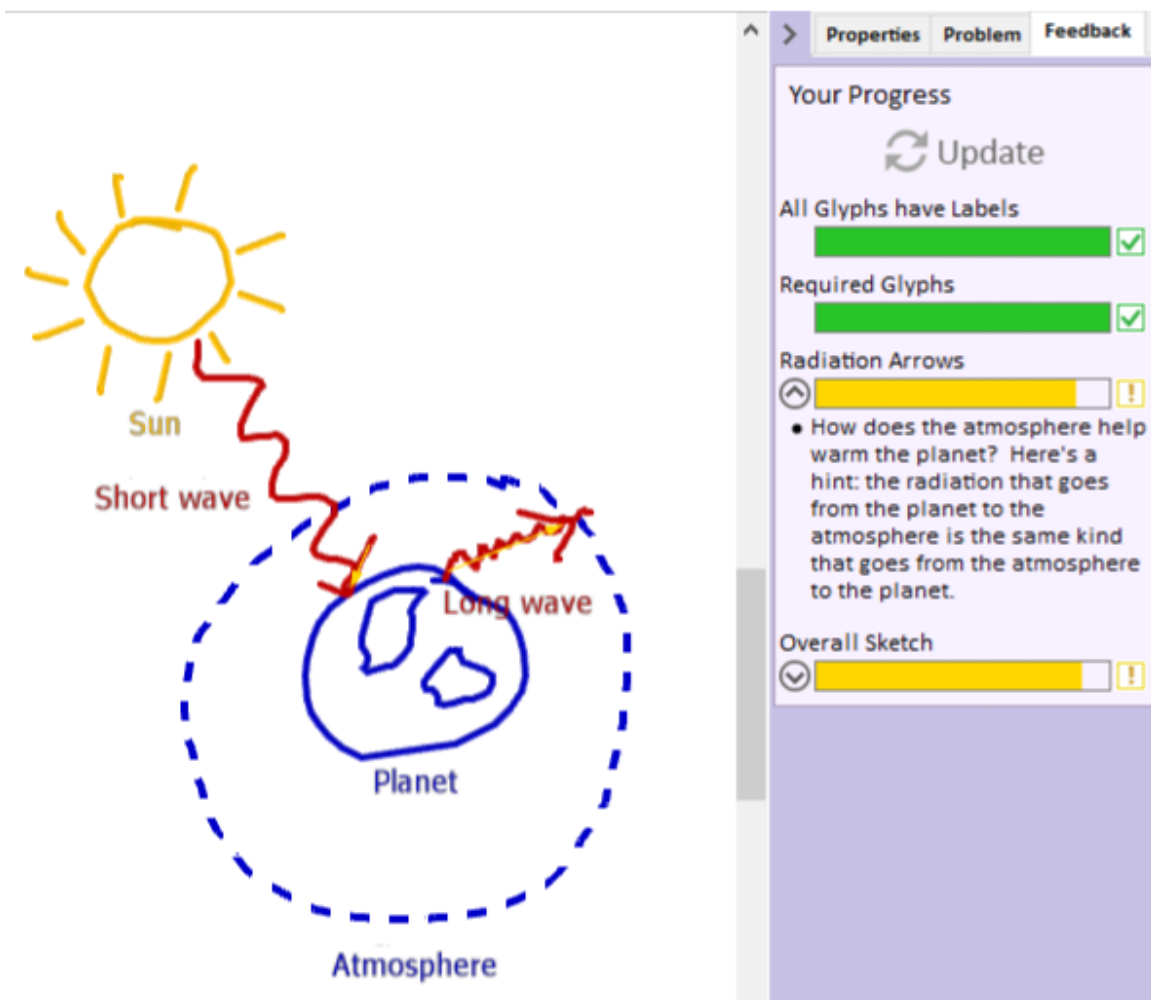 Properties Problem Feedback
Your Progress
Update
All Glyphs have Labels
Required Glyphs
Radiation Arrows
• How does the atmosphere help
warm the planet?  Here's a
hint: the radiation that goes
from the planet to the
atmosphere is the same kind
that goes from the atmosphere
to the planet.
Overall Sketch
Sun
Short wave
Long wave
Planet
Atmosphere